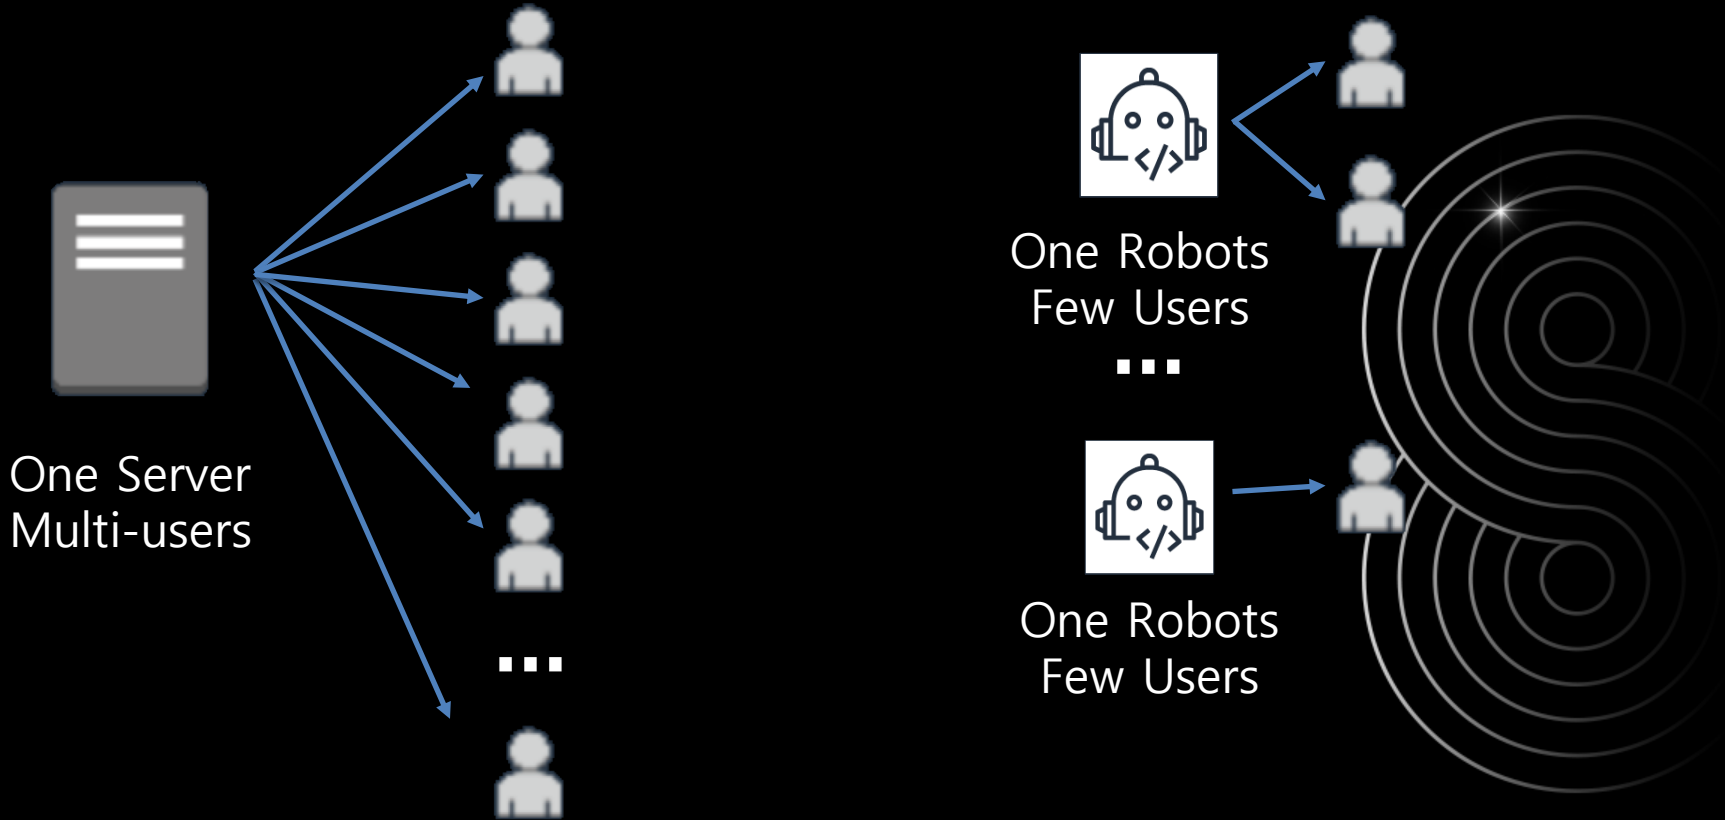 One Server
Multi-users
...
One Robots
Few Users
...
One Robots
Few Users